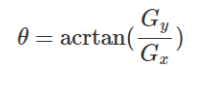 θ = acrtan(G_y/G_x)